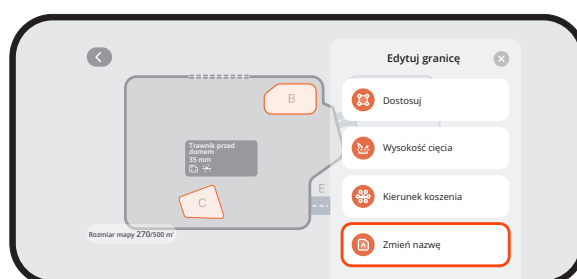 Edytuj granicę
B
Dostosuj
Trawnik przed
domem
35 mm
Wysokość cięcia
E
Kierunek koszenia
C
Rozmiar mapy 270/500 m²
A
Zmień nazwę